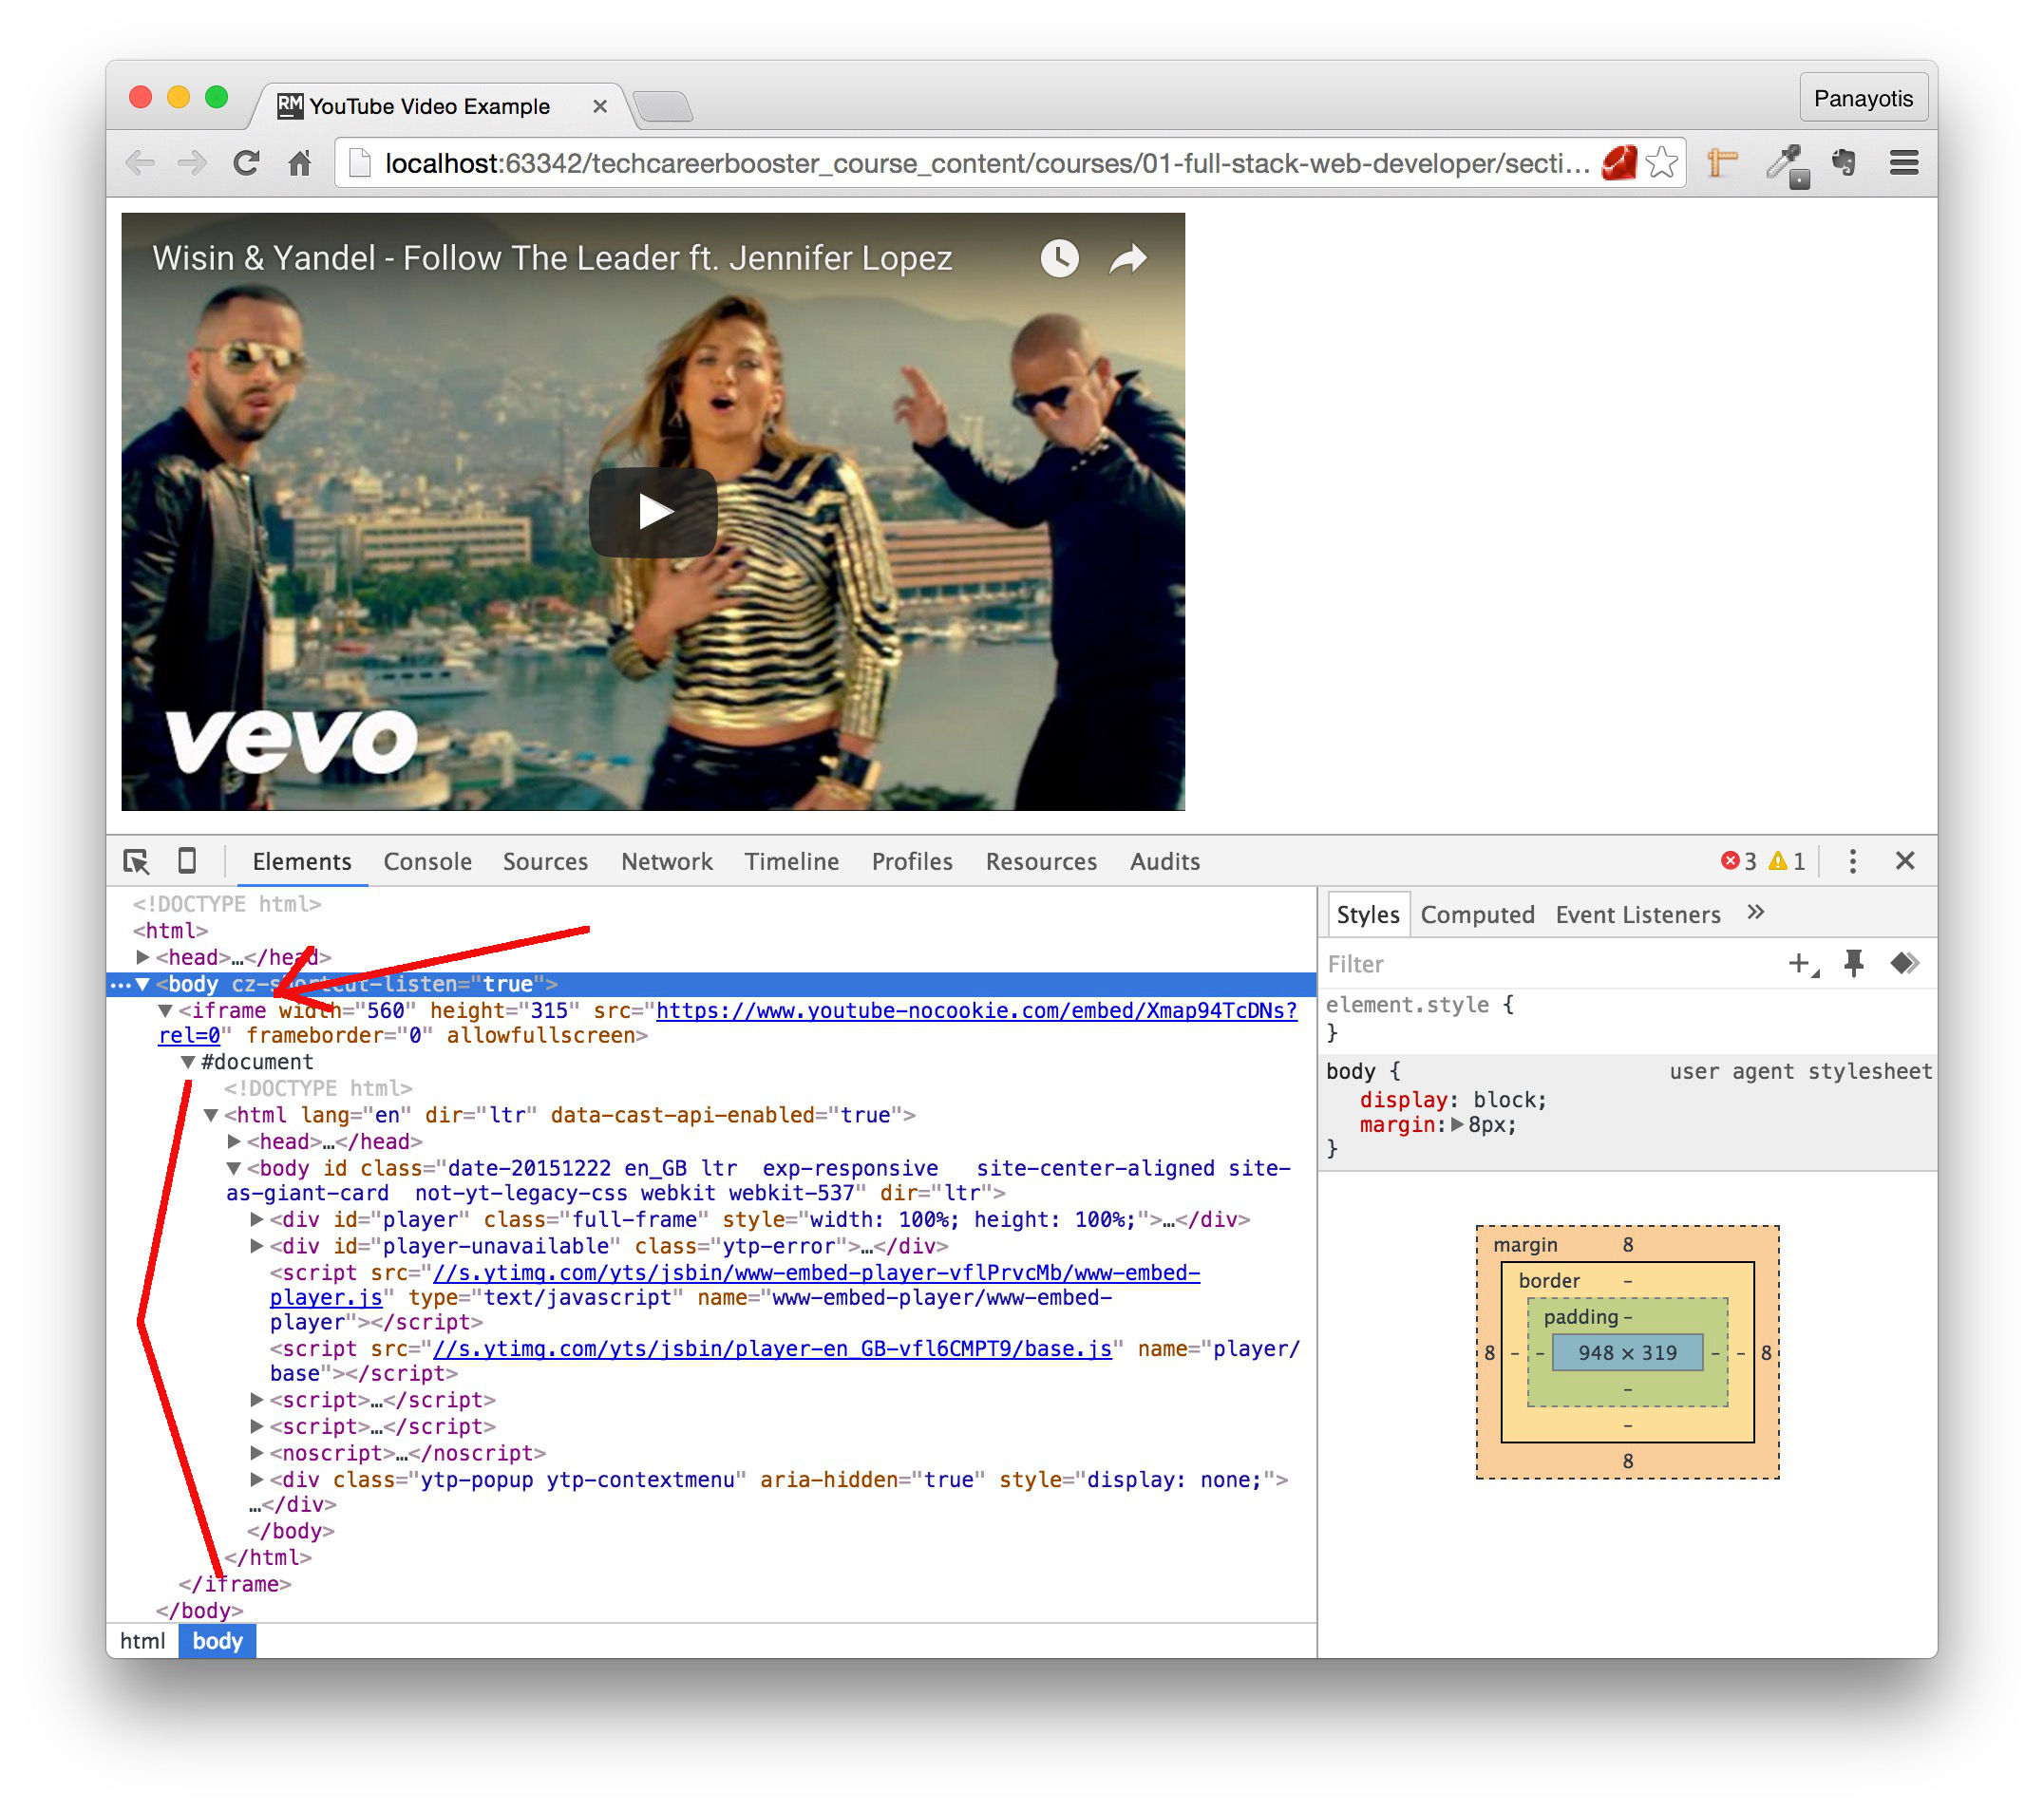 RM YouTube Video Example
Panayotis
localhost:63342/techcareerbooster_course_content/courses/01-full-stack-web-developer/secti...
Wisin & Yandel - Follow The Leader ft. Jennifer Lopez
vevo
Elements Console Sources Network Timeline Profiles Resources Audits 3 1
<!DOCTYPE html>
<html>
<head>…</head>
<body cz-shortcut-listen="true">
<iframe width="560" height="315" src="https://www.youtube-nocookie.com/embed/Xmap94TcDNs?
rel=0" frameborder="0" allowfullscreen>
#document
<!DOCTYPE html>
<html lang="en" dir="ltr" data-cast-api-enabled="true">
<head>…</head>
<body id class="date-20151222 en_GB ltr  exp-responsive   site-center-aligned site-
as-giant-card  not-yt-legacy-css webkit webkit-537" dir="ltr">
<div id="player" class="full-frame" style="width: 100%; height: 100%;">…</div>
<div id="player-unavailable" class="ytp-error">…</div>
<script src="//s.ytimg.com/yts/jsbin/www-embed-player-vflPrvcMb/www-embed-
player.js" type="text/javascript" name="www-embed-player/www-embed-
player"></script>
<script src="//s.ytimg.com/yts/jsbin/player-en_GB-vfl6CMPT9/base.js" name="player/
base"></script>
<script>…</script>
<script>…</script>
<noscript>…</noscript>
<div class="ytp-popup ytp-contextmenu" aria-hidden="true" style="display: none;">
…</div>
</body>
</html>
</iframe>
</body>
html body
Styles Computed Event Listeners »
Filter
element.style {
}
body { user agent stylesheet
display: block;
margin: 8px;
}
margin 8
border -
padding -
8 - - 948 × 319 - - 8
-
-
8